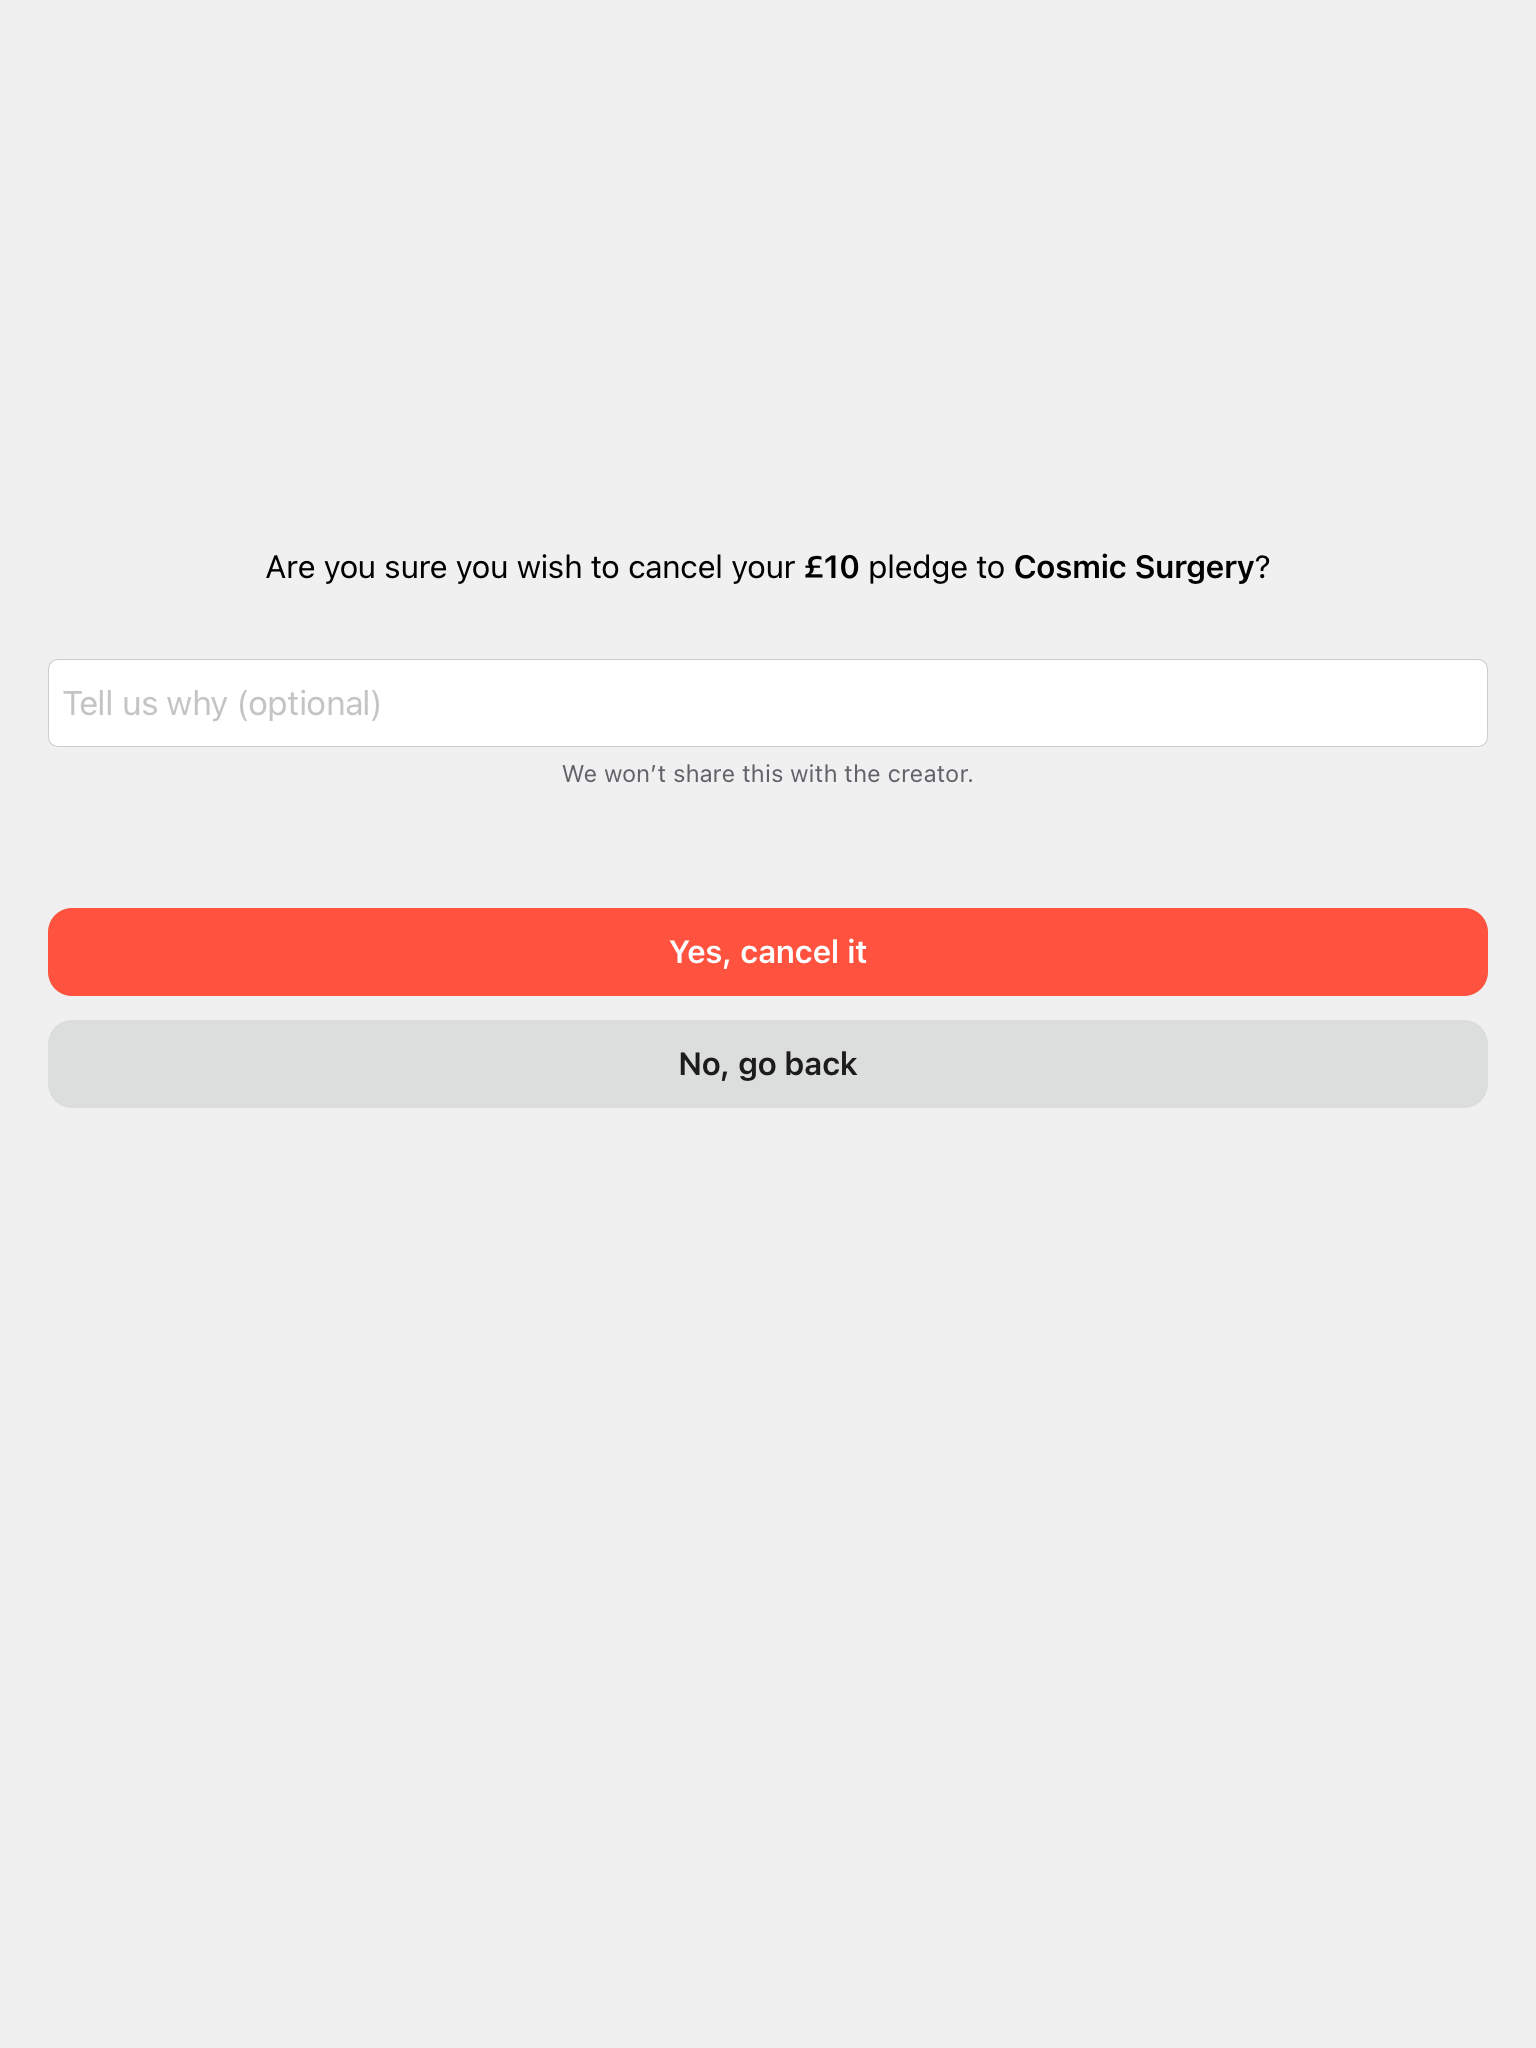 Are you sure you wish to cancel your £10 pledge to Cosmic Surgery?
Tell us why (optional)
We won’t share this with the creator.
Yes, cancel it
No, go back